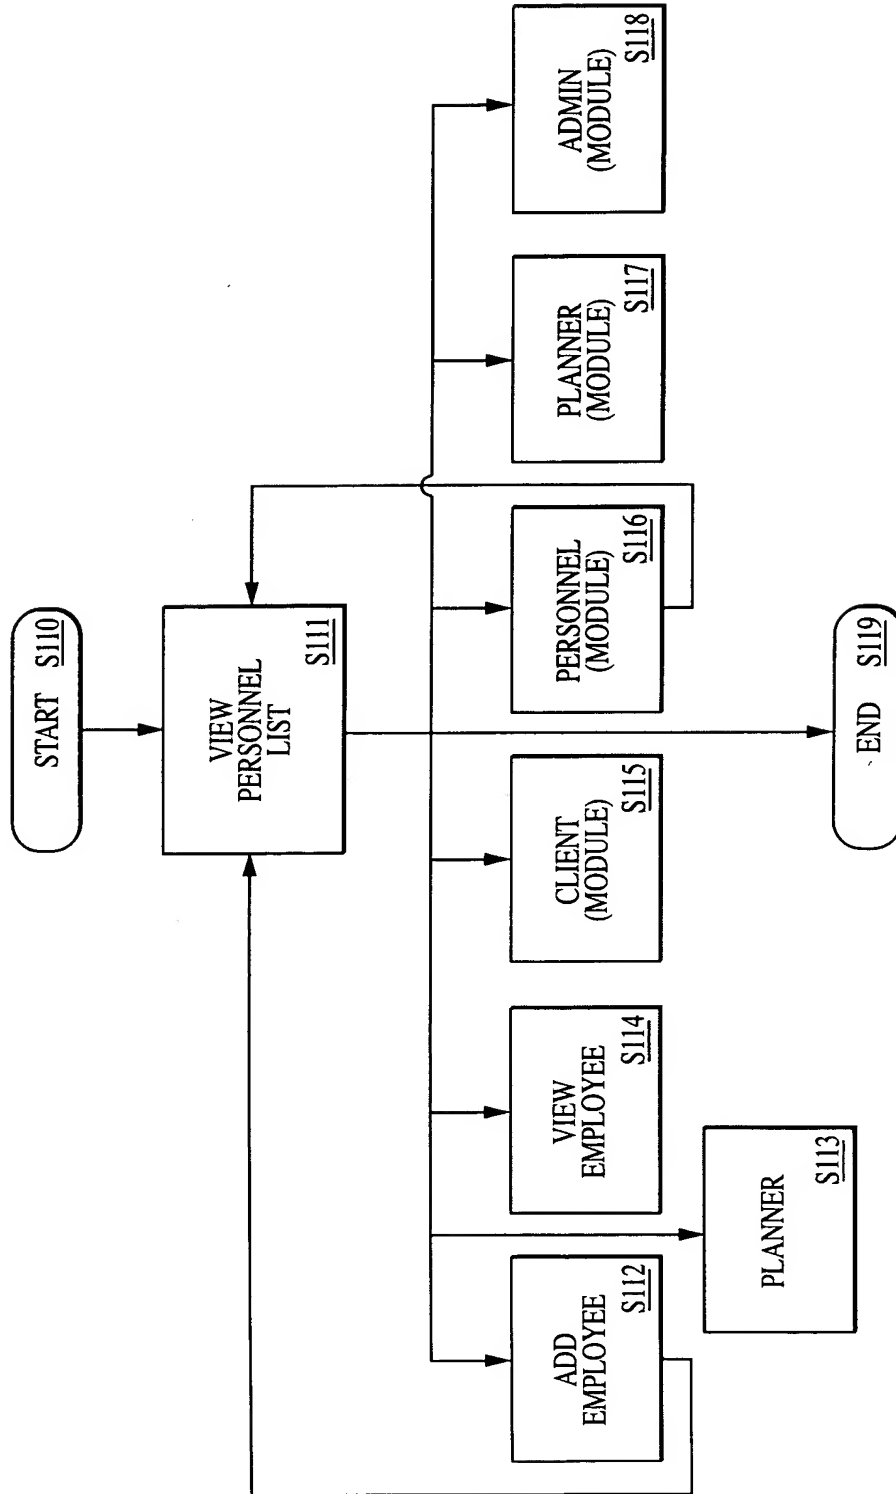 START S110
VIEW
PERSONNEL
LIST
S111
ADD
EMPLOYEE
S112
PLANNER
S113
VIEW
EMPLOYEE
S114
CLIENT
(MODULE)
S115
PERSONNEL
(MODULE)
S116
PLANNER
(MODULE)
S117
ADMIN
(MODULE)
S118
END S119